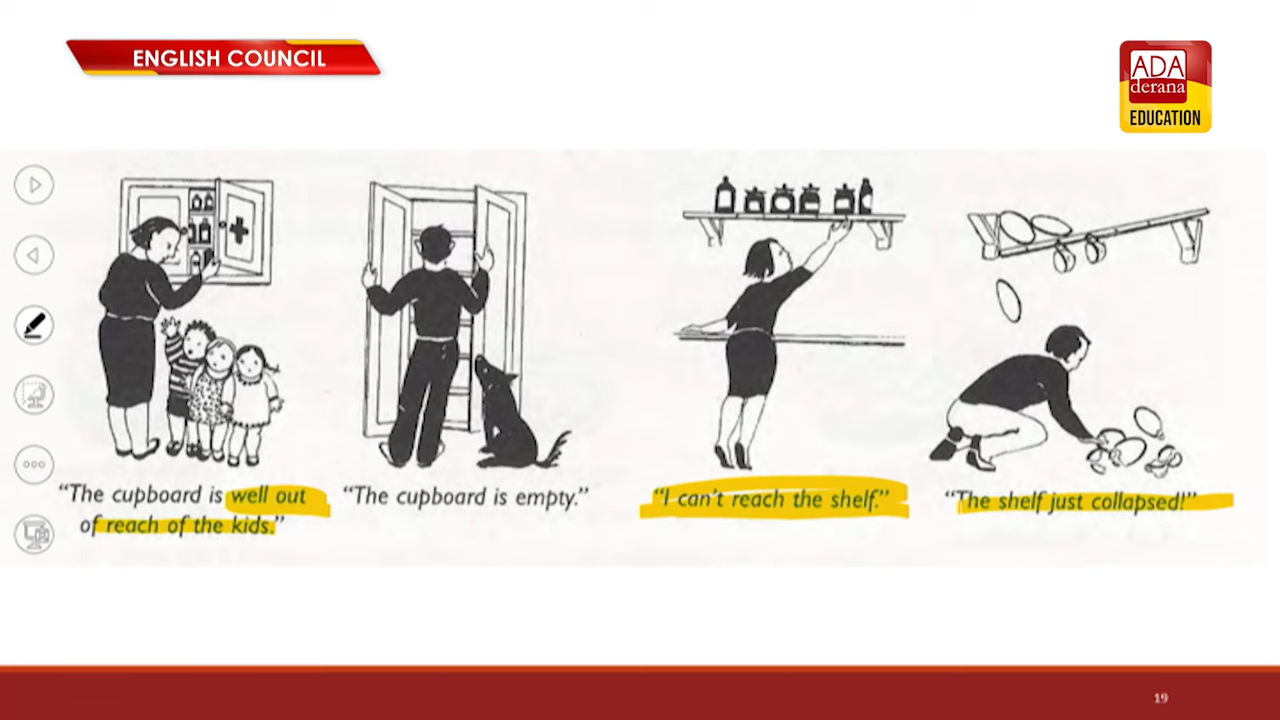 ENGLISH COUNCIL
ADA
derana
EDUCATION
“The cupboard is well out
of reach of the kids.”
“The cupboard is empty.”
“I can’t reach the shelf.”
“The shelf just collapsed!”
19